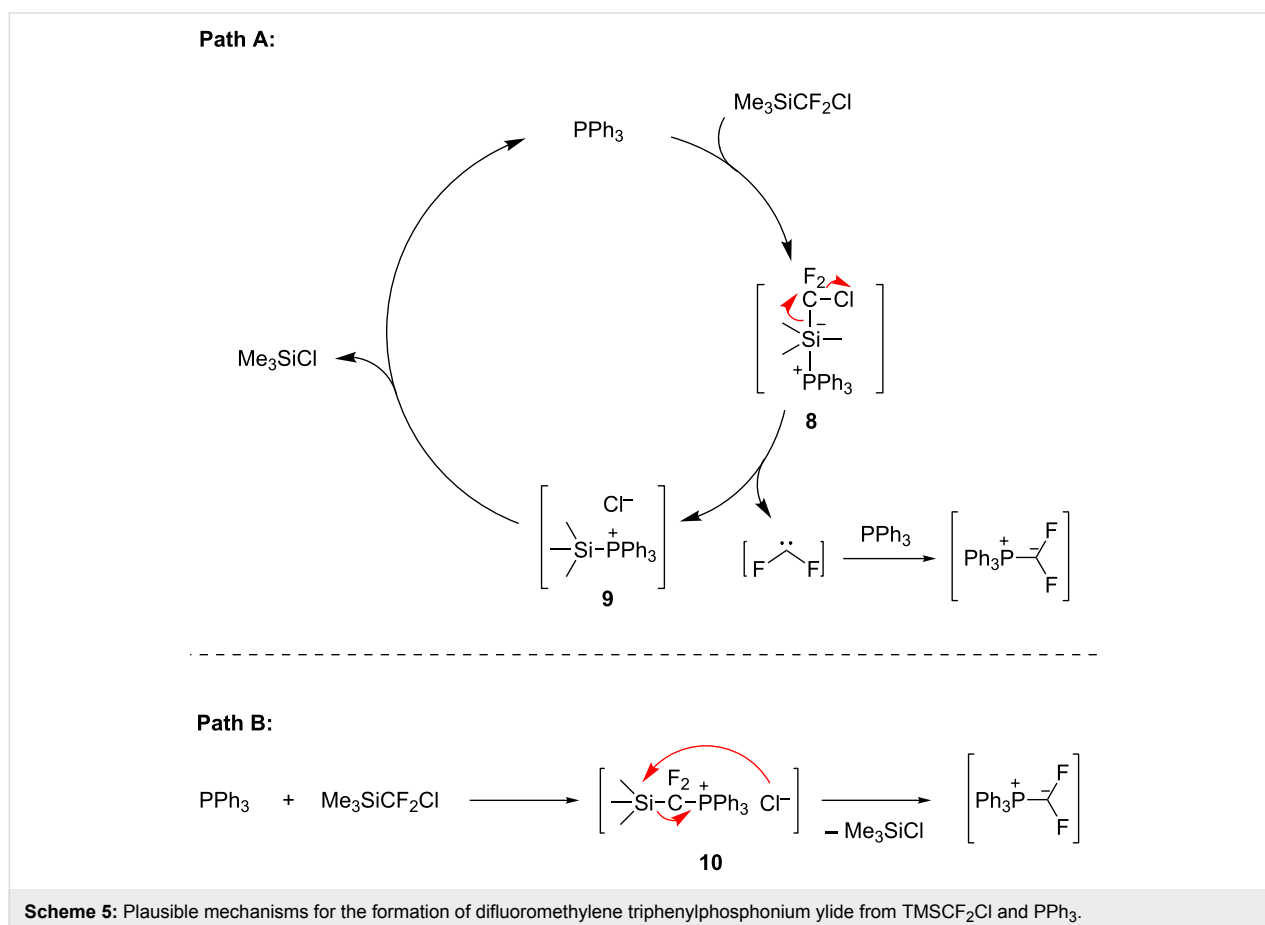 Path A:
Me₃SiCF₂Cl
PPh₃
F₂
C–Cl
Si –
+PPh₃
8
Me₃SiCl
Cl–
Si–P+Ph₃
9
[F F]
PPh₃
Ph₃P+ – F F
Path B:
PPh₃ + Me₃SiCF₂Cl
F₂
Si–C–P+Ph₃ Cl–
10
– Me₃SiCl
Ph₃P+ – F F
Scheme 5: Plausible mechanisms for the formation of difluoromethylene triphenylphosphonium ylide from TMSCF₂Cl and PPh₃.